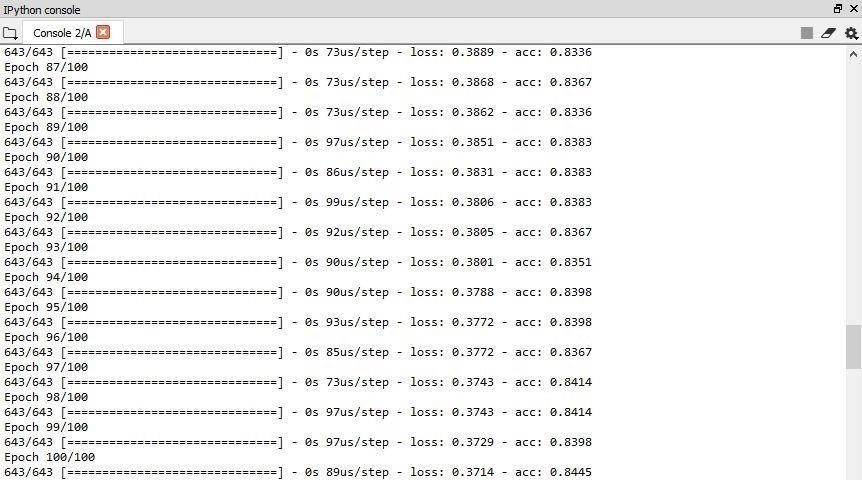 IPython console
Console 2/A
643/643 [==============================] - 0s 73us/step - loss: 0.3889 - acc: 0.8336
Epoch 87/100
643/643 [==============================] - 0s 73us/step - loss: 0.3868 - acc: 0.8367
Epoch 88/100
643/643 [==============================] - 0s 73us/step - loss: 0.3862 - acc: 0.8336
Epoch 89/100
643/643 [==============================] - 0s 97us/step - loss: 0.3851 - acc: 0.8383
Epoch 90/100
643/643 [==============================] - 0s 86us/step - loss: 0.3831 - acc: 0.8383
Epoch 91/100
643/643 [==============================] - 0s 99us/step - loss: 0.3806 - acc: 0.8383
Epoch 92/100
643/643 [==============================] - 0s 92us/step - loss: 0.3805 - acc: 0.8367
Epoch 93/100
643/643 [==============================] - 0s 90us/step - loss: 0.3801 - acc: 0.8351
Epoch 94/100
643/643 [==============================] - 0s 90us/step - loss: 0.3788 - acc: 0.8398
Epoch 95/100
643/643 [==============================] - 0s 93us/step - loss: 0.3772 - acc: 0.8398
Epoch 96/100
643/643 [==============================] - 0s 85us/step - loss: 0.3772 - acc: 0.8367
Epoch 97/100
643/643 [==============================] - 0s 73us/step - loss: 0.3743 - acc: 0.8414
Epoch 98/100
643/643 [==============================] - 0s 97us/step - loss: 0.3743 - acc: 0.8414
Epoch 99/100
643/643 [==============================] - 0s 97us/step - loss: 0.3729 - acc: 0.8398
Epoch 100/100
643/643 [==============================] - 0s 89us/step - loss: 0.3714 - acc: 0.8445